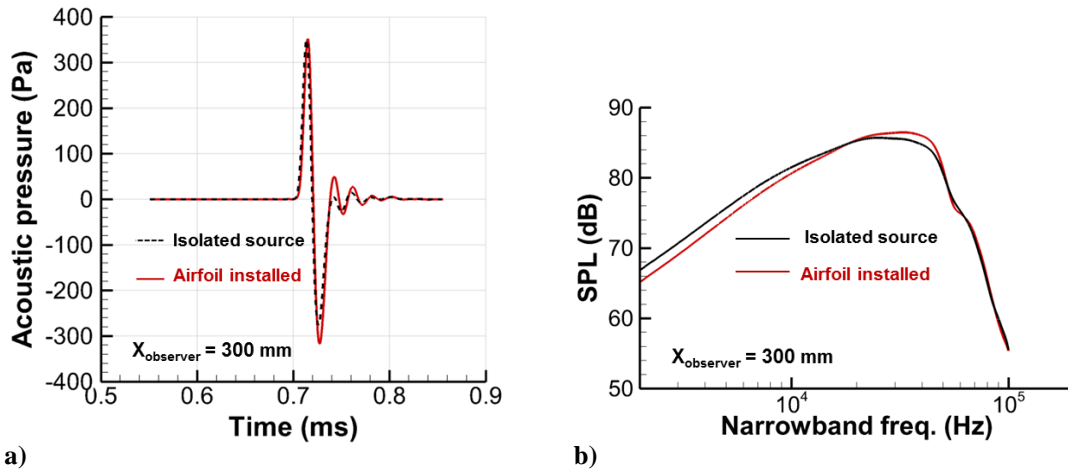 Acoustic pressure (Pa)
400
300
200
100
0
-100
-200
-300
-400
Isolated source
Airfoil installed
X_observer = 300 mm
0.5 0.6 0.7 0.8 0.9
Time (ms)
a)
SPL (dB)
90
80
70
60
50
Isolated source
Airfoil installed
X_observer = 300 mm
10^4 10^5
Narrowband freq. (Hz)
b)